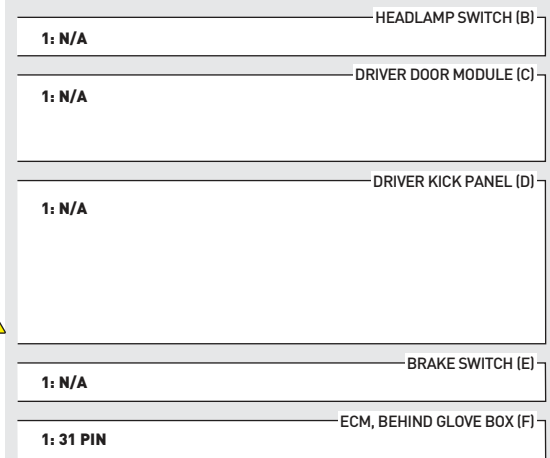 HEADLAMP SWITCH (B)
1: N/A
DRIVER DOOR MODULE (C)
1: N/A
DRIVER KICK PANEL (D)
1: N/A
BRAKE SWITCH (E)
1: N/A
ECM, BEHIND GLOVE BOX (F)
1: 31 PIN